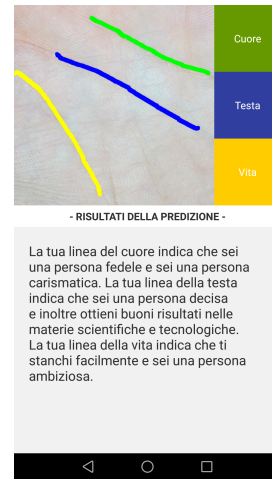 Cuore
Testa
Vita
- RISULTATI DELLA PREDIZIONE -
La tua linea del cuore indica che sei
una persona fedele e sei una persona
carismatica. La tua linea della testa
indica che sei una persona decisa
e inoltre ottieni buoni risultati nelle
materie scientifiche e tecnologiche.
La tua linea della vita indica che ti
stanchi facilmente e sei una persona
ambiziosa.